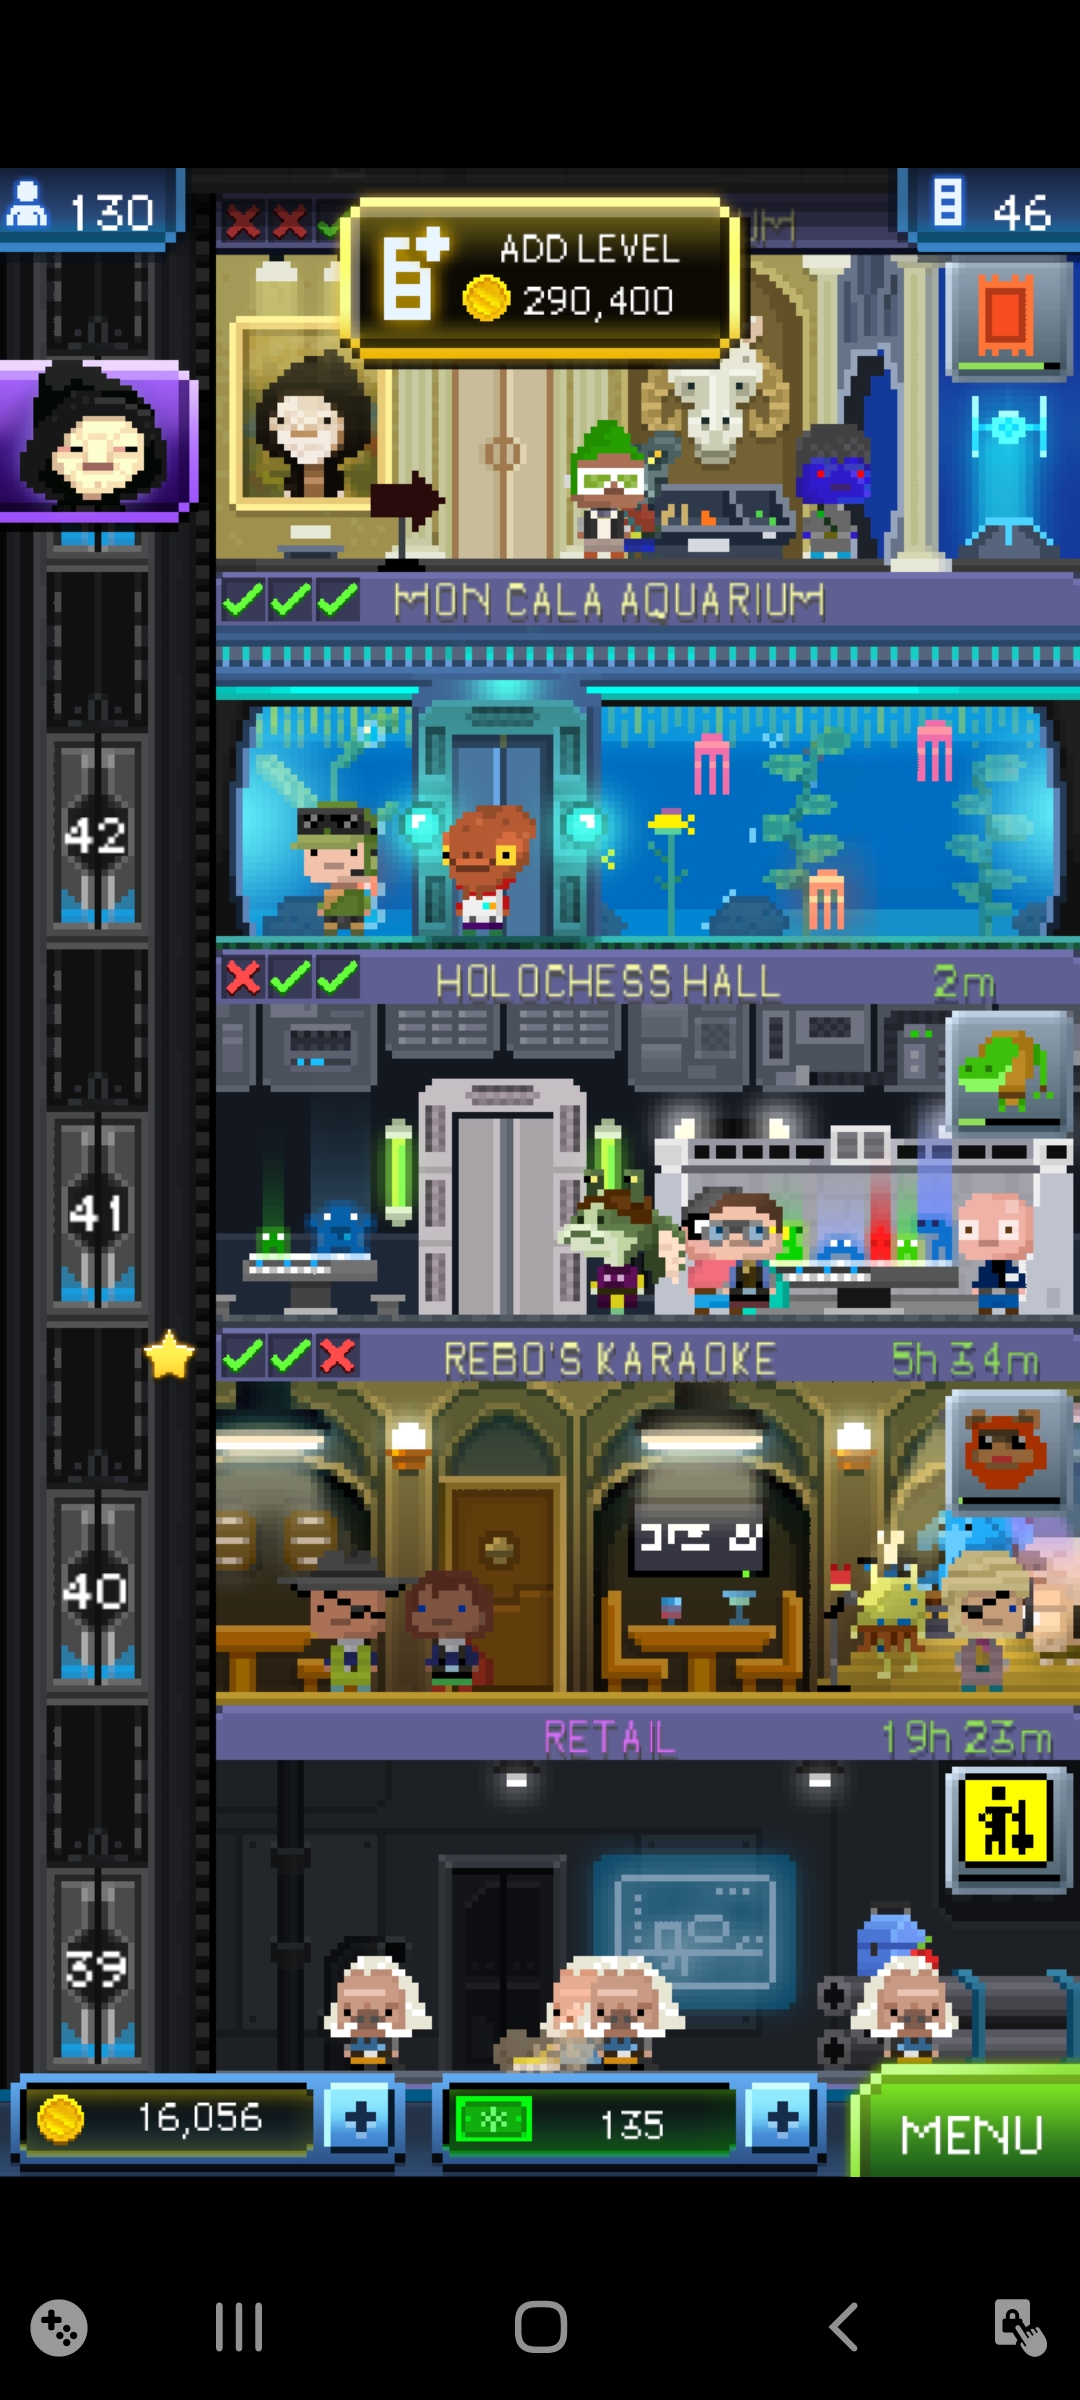 130
46
ADD LEVEL
290,400
MON CALA AQUARIUM
42
HOLOCHESS HALL
2m
41
REBO'S KARAOKE
5h 34m
40
RETAIL
19h 23m
39
16,056
135
MENU